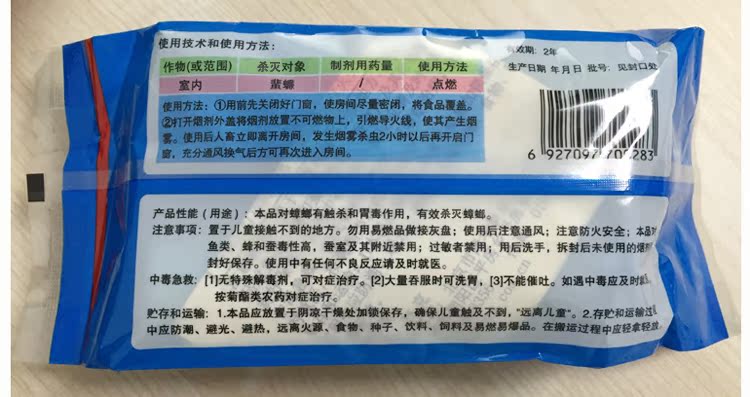 使用技术和使用方法：
作物(或范围) 杀灭对象 制剂用药量 使用方法
室内 蜚蠊 / 点燃
使用方法：①用前先关闭好门窗，使房间尽量密闭，将食品覆盖。
②打开烟剂外盖将烟剂放置不可燃物上，引燃导火线，使其产生烟
雾。使用后人畜立即离开房间，发生烟雾杀虫2小时以后再开启门
窗，充分通风换气后方可再次进入房间。
有效期：2年
生产日期 年 月 日 批号：见封口处
产品性能（用途）：本品对蟑螂有触杀和胃毒作用，有效杀灭蟑螂。
注意事项：置于儿童接触不到的地方。勿用易燃品做接灰盘；使用后注意通风；注意防火安全；本品对
鱼类、蜂和蚕毒性高，蚕室及其附近禁用；过敏者禁用；用后洗手，拆封后未使用的烟剂
封好保存。使用中有任何不良反应请及时就医。
中毒急救：[1]无特殊解毒剂，可对症治疗。[2]大量吞服时可洗胃，[3]不能催吐。如遇中毒应及时就医，
按菊酯类农药对症治疗。
贮存和运输：1.本品应放置于阴凉干燥处加锁保存，确保儿童触及不到，"远离儿童"。2.存贮和运输过程
中应防潮、避光、避热，远离火源、食物、种子、饮料、饲料及易燃易爆品。在搬运过程中应轻拿轻放。